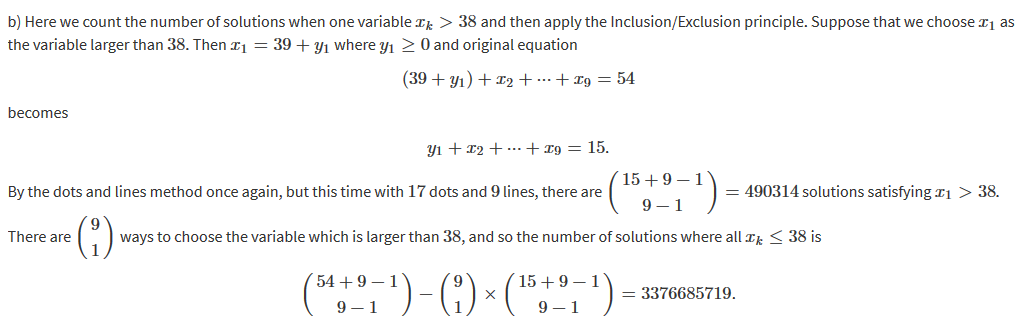 b) Here we count the number of solutions when one variable x_k > 38 and then apply the Inclusion/Exclusion principle. Suppose that we choose x_1 as
the variable larger than 38. Then x_1 = 39 + y_1 where y_1 ≥ 0 and original equation
(39 + y_1) + x_2 + ⋯ + x_9 = 54
becomes
y_1 + x_2 + ⋯ + x_9 = 15.
By the dots and lines method once again, but this time with 17 dots and 9 lines, there are \binom{15 + 9 − 1}{9 − 1} = 490314 solutions satisfying x_1 > 38.
There are \binom{9}{1} ways to choose the variable which is larger than 38, and so the number of solutions where all x_k ≤ 38 is
\binom{54 + 9 − 1}{9 − 1} − \binom{9}{1} × \binom{15 + 9 − 1}{9 − 1} = 3376685719.